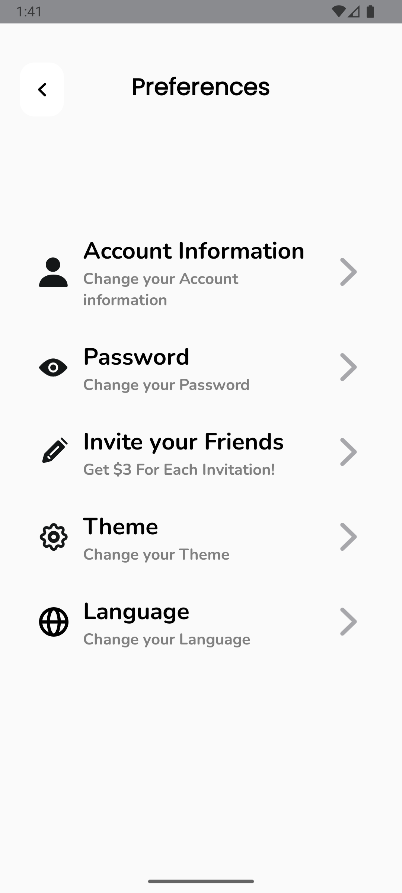 1:41
Preferences
Account Information
Change your Account
information
Password
Change your Password
Invite your Friends
Get $3 For Each Invitation!
Theme
Change your Theme
Language
Change your Language